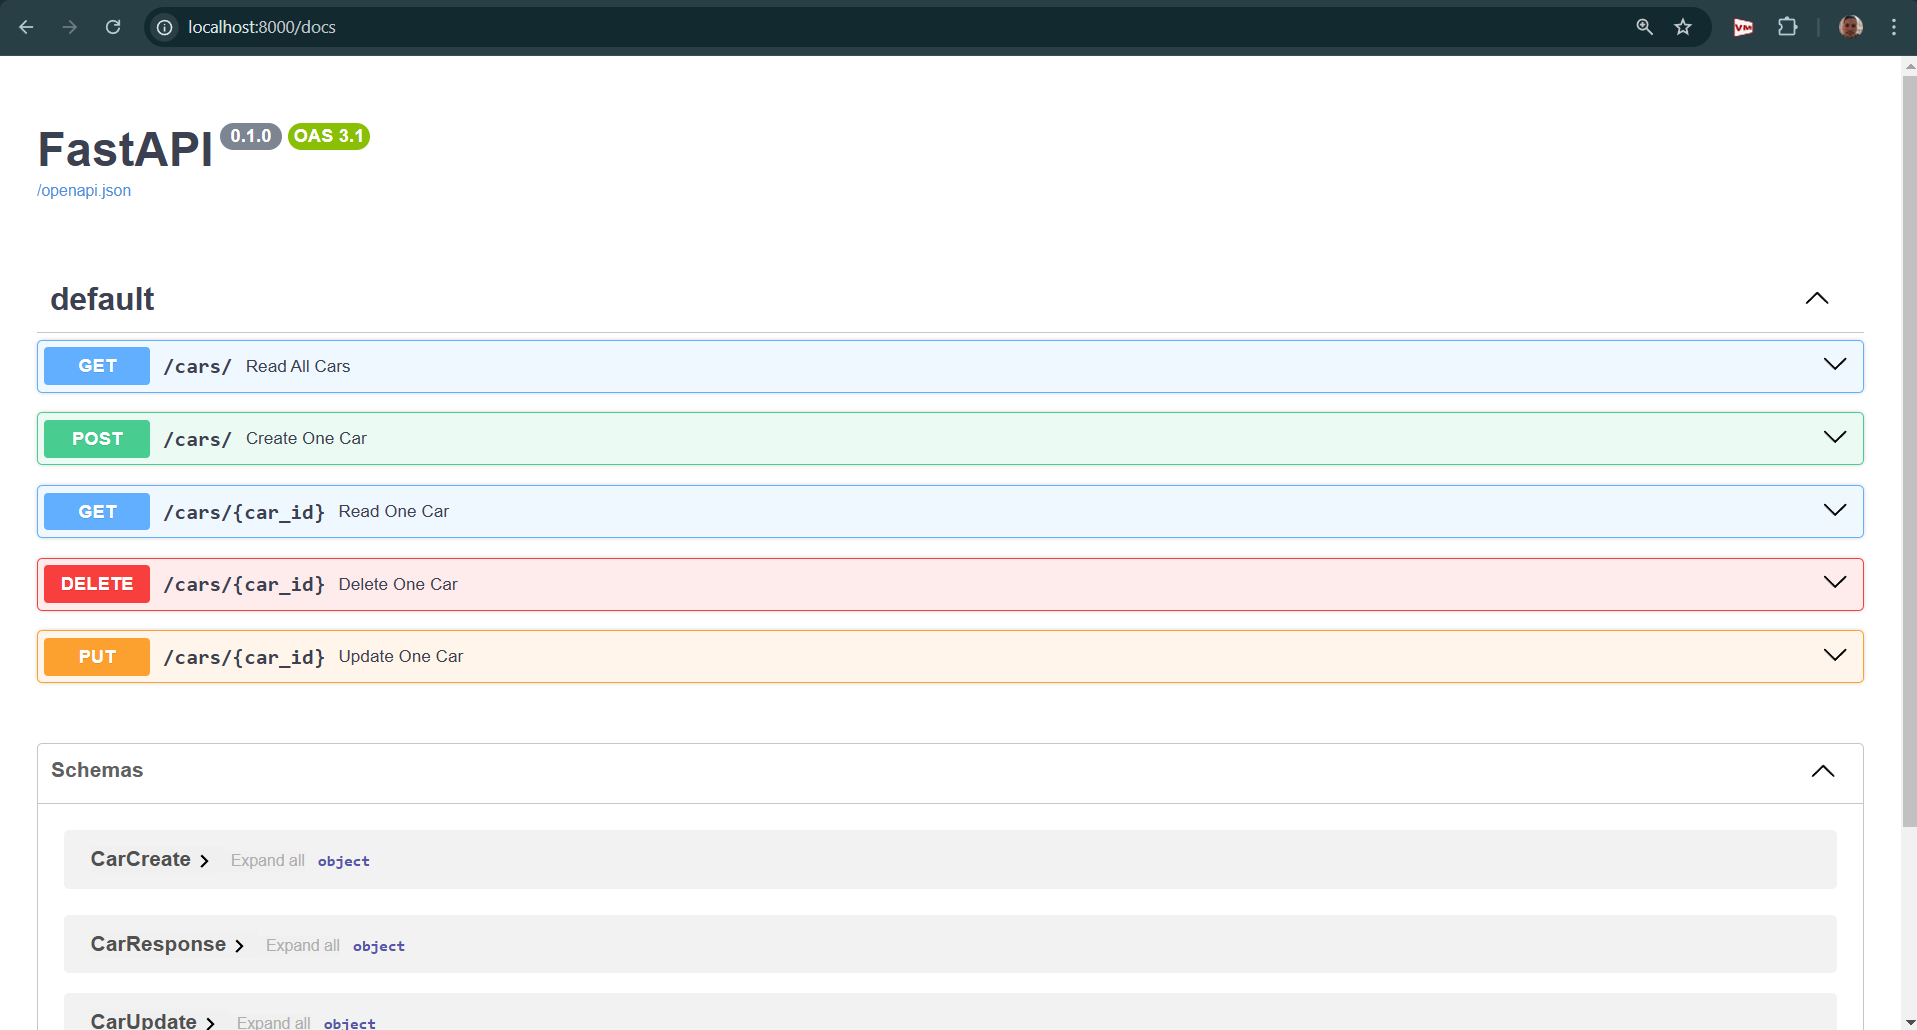 localhost:8000/docs
VM
FastAPI 0.1.0 OAS 3.1
/openapi.json
default
GET /cars/ Read All Cars
POST /cars/ Create One Car
GET /cars/{car_id} Read One Car
DELETE /cars/{car_id} Delete One Car
PUT /cars/{car_id} Update One Car
Schemas
CarCreate Expand all object
CarResponse Expand all object
CarUpdate Expand all object